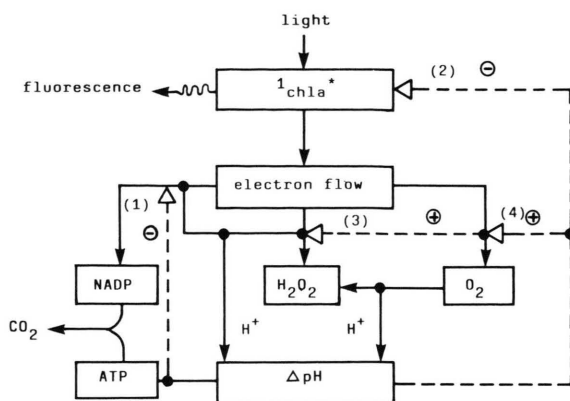 light
fluorescence
¹chla*
(2) ⊖
electron flow
(1)
⊖
(3) ⊕
(4) ⊕
NADP
H₂O₂
O₂
CO₂
H⁺
H⁺
ATP
ΔpH